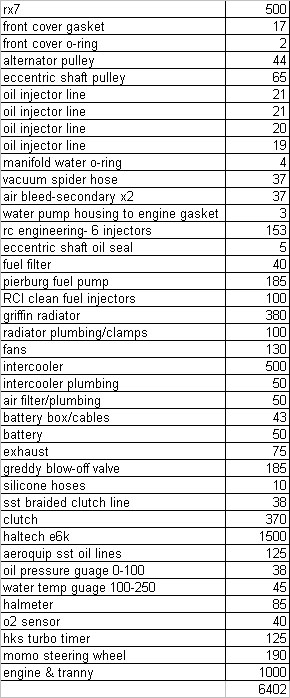 rx7 500
front cover gasket 17
front cover o-ring 2
alternator pulley 44
eccentric shaft pulley 65
oil injector line 21
oil injector line 21
oil injector line 20
oil injector line 19
manifold water o-ring 4
vacuum spider hose 37
air bleed-secondary x2 37
water pump housing to engine gasket 3
rc engineering- 6 injectors 153
eccentric shaft oil seal 5
fuel filter 40
pierburg fuel pump 185
RCI clean fuel injectors 100
griffin radiator 380
radiator plumbing/clamps 100
fans 130
intercooler 500
intercooler plumbing 50
air filter/plumbing 50
battery box/cables 43
battery 50
exhaust 75
greddy blow-off valve 185
silicone hoses 10
sst braided clutch line 38
clutch 370
haltech e6k 1500
aeroquip sst oil lines 125
oil pressure guage 0-100 38
water temp guage 100-250 45
halmeter 85
o2 sensor 40
hks turbo timer 125
momo steering wheel 190
engine & tranny 1000
6402